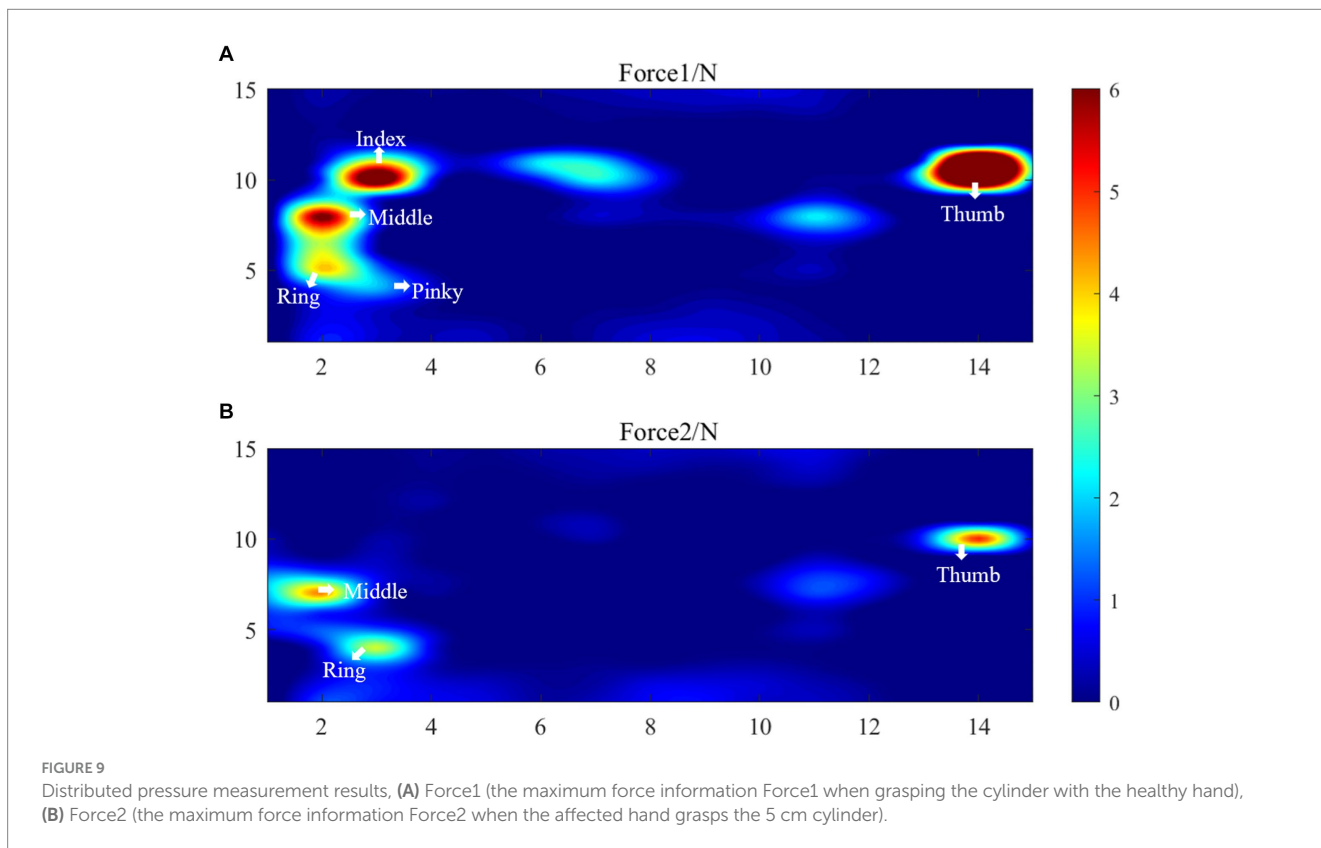 A
Force1/N
15
10
5
Index
Middle
Ring
Pinky
Thumb
2
4
6
8
10
12
14
6
5
4
3
2
1
0
B
Force2/N
15
10
5
Middle
Ring
Thumb
2
4
6
8
10
12
14
FIGURE 9
Distributed pressure measurement results, (A) Force1 (the maximum force information Force1 when grasping the cylinder with the healthy hand),
(B) Force2 (the maximum force information Force2 when the affected hand grasps the 5 cm cylinder).